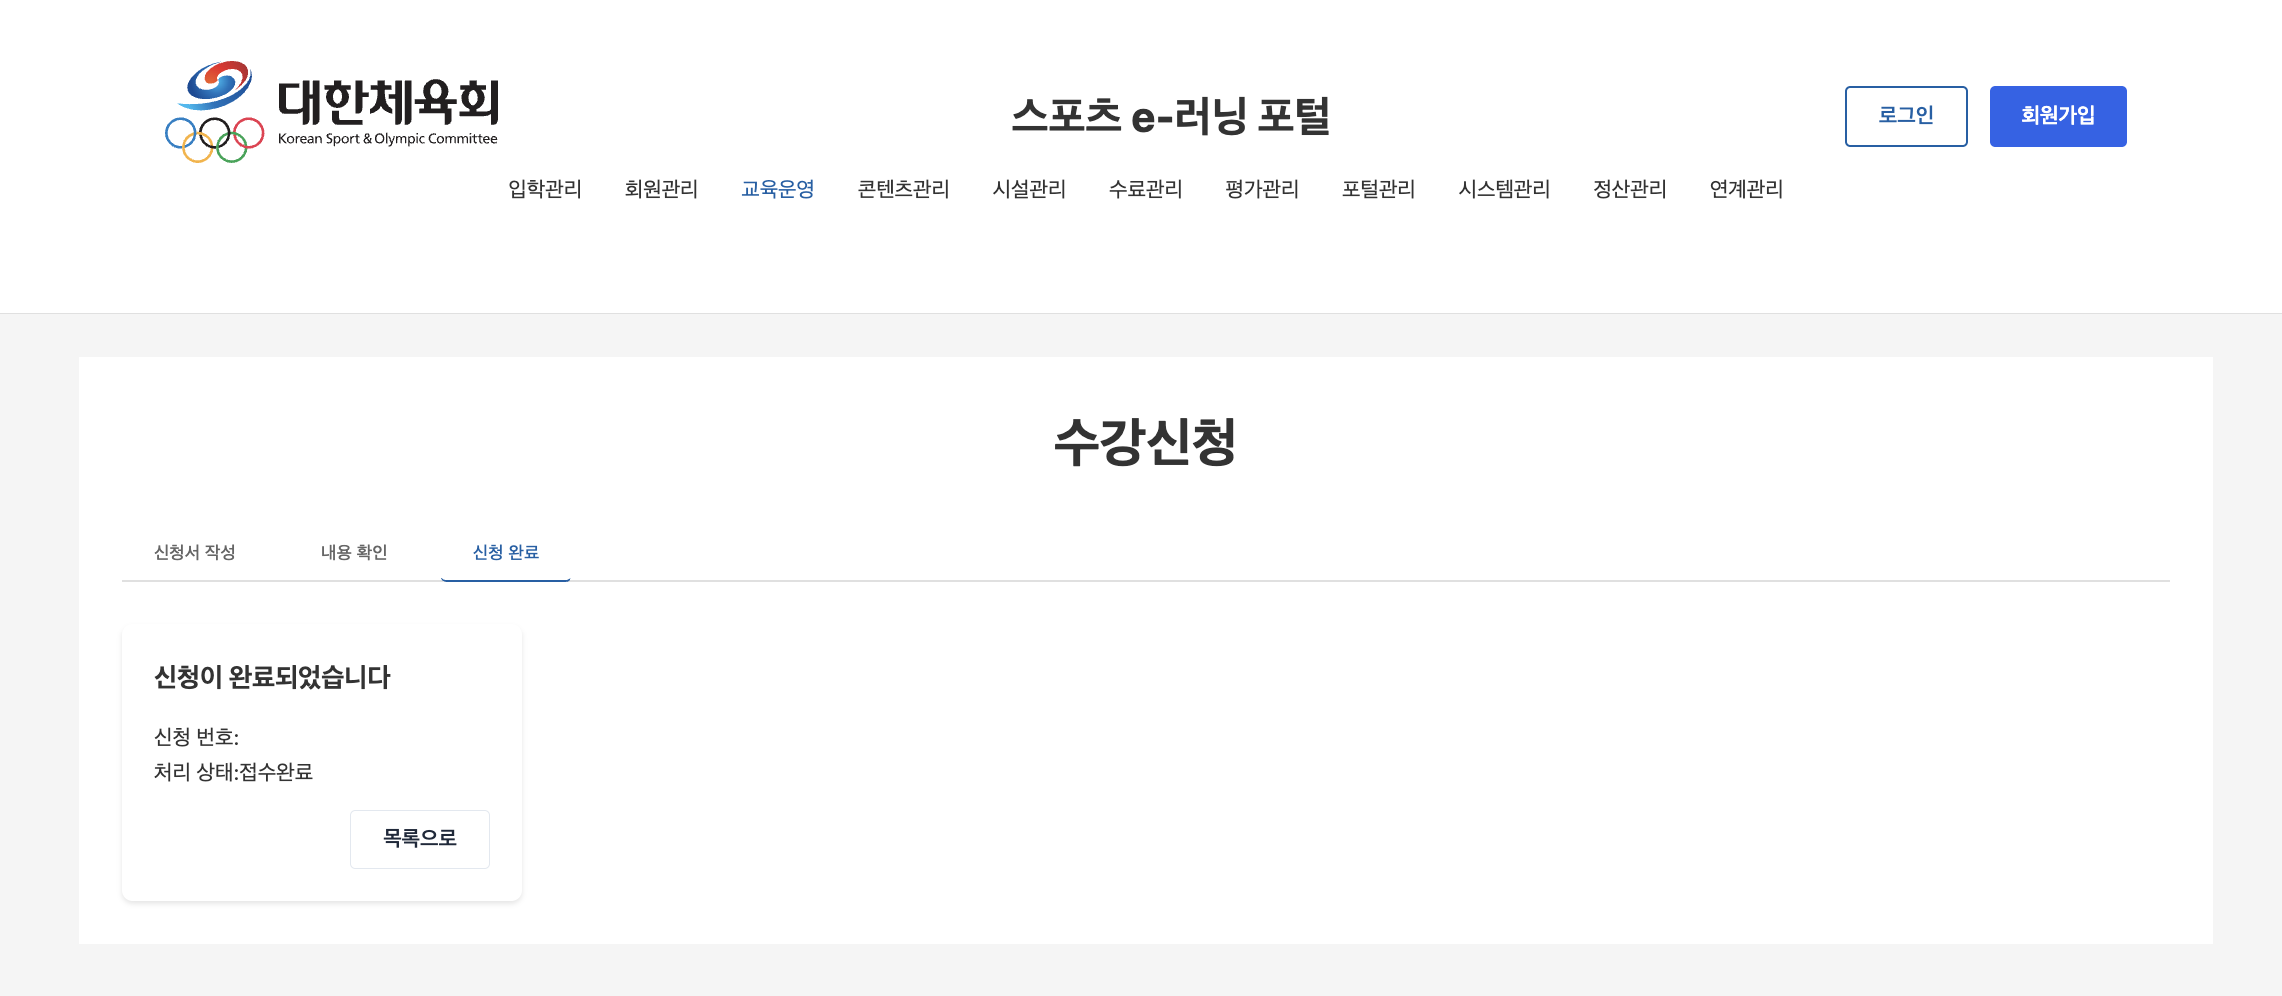 대한체육회
Korean Sport & Olympic Committee
스포츠 e-러닝 포털
로그인
회원가입
입학관리 회원관리 교육운영 콘텐츠관리 시설관리 수료관리 평가관리 포털관리 시스템관리 정산관리 연계관리
수강신청
신청서 작성 내용 확인 신청 완료
신청이 완료되었습니다
신청 번호:
처리 상태:접수완료
목록으로